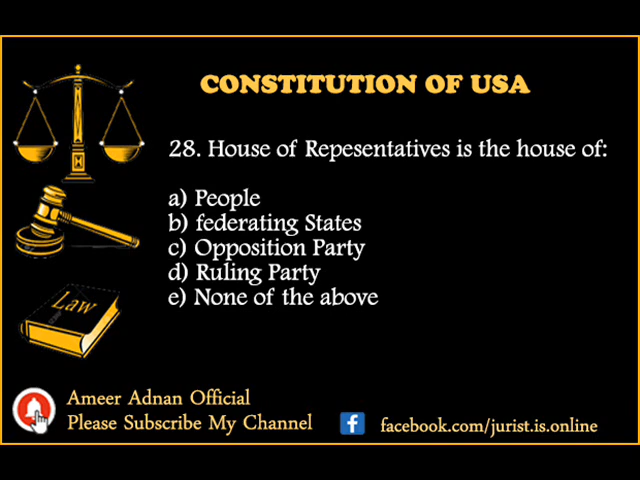 CONSTITUTION OF USA
28. House of Repesentatives is the house of:
a) People
b) federating States
c) Opposition Party
d) Ruling Party
e) None of the above
Law
Ameer Adnan Official
Please Subscribe My Channel
facebook.com/jurist.is.online